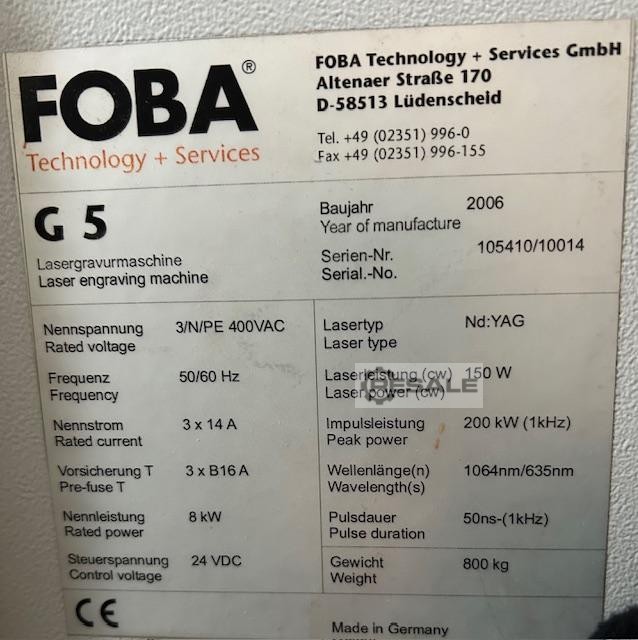 FOBA®
Technology + Services
FOBA Technology + Services GmbH
Altenaer Straße 170
D-58513 Lüdenscheid
Tel. +49 (02351) 996-0
Fax +49 (02351) 996-155
G 5
Lasergravurmaschine
Laser engraving machine
Baujahr 2006
Year of manufacture
Serien-Nr. 105410/10014
Serial.-No.
Nennspannung 3/N/PE 400VAC
Rated voltage
Frequenz 50/60 Hz
Frequency
Nennstrom 3 x 14 A
Rated current
Vorsicherung T 3 x B16 A
Pre-fuse T
Nennleistung 8 kW
Rated power
Steuerspannung 24 VDC
Control voltage
CE
Lasertyp Nd:YAG
Laser type
Laserleistung (cw) 150 W
Laser power (cw)
RESALE
Impulsleistung 200 kW (1kHz)
Peak power
Wellenlänge(n) 1064nm/635nm
Wavelength(s)
Pulsdauer 50ns-(1kHz)
Pulse duration
Gewicht 800 kg
Weight
Made in Germany